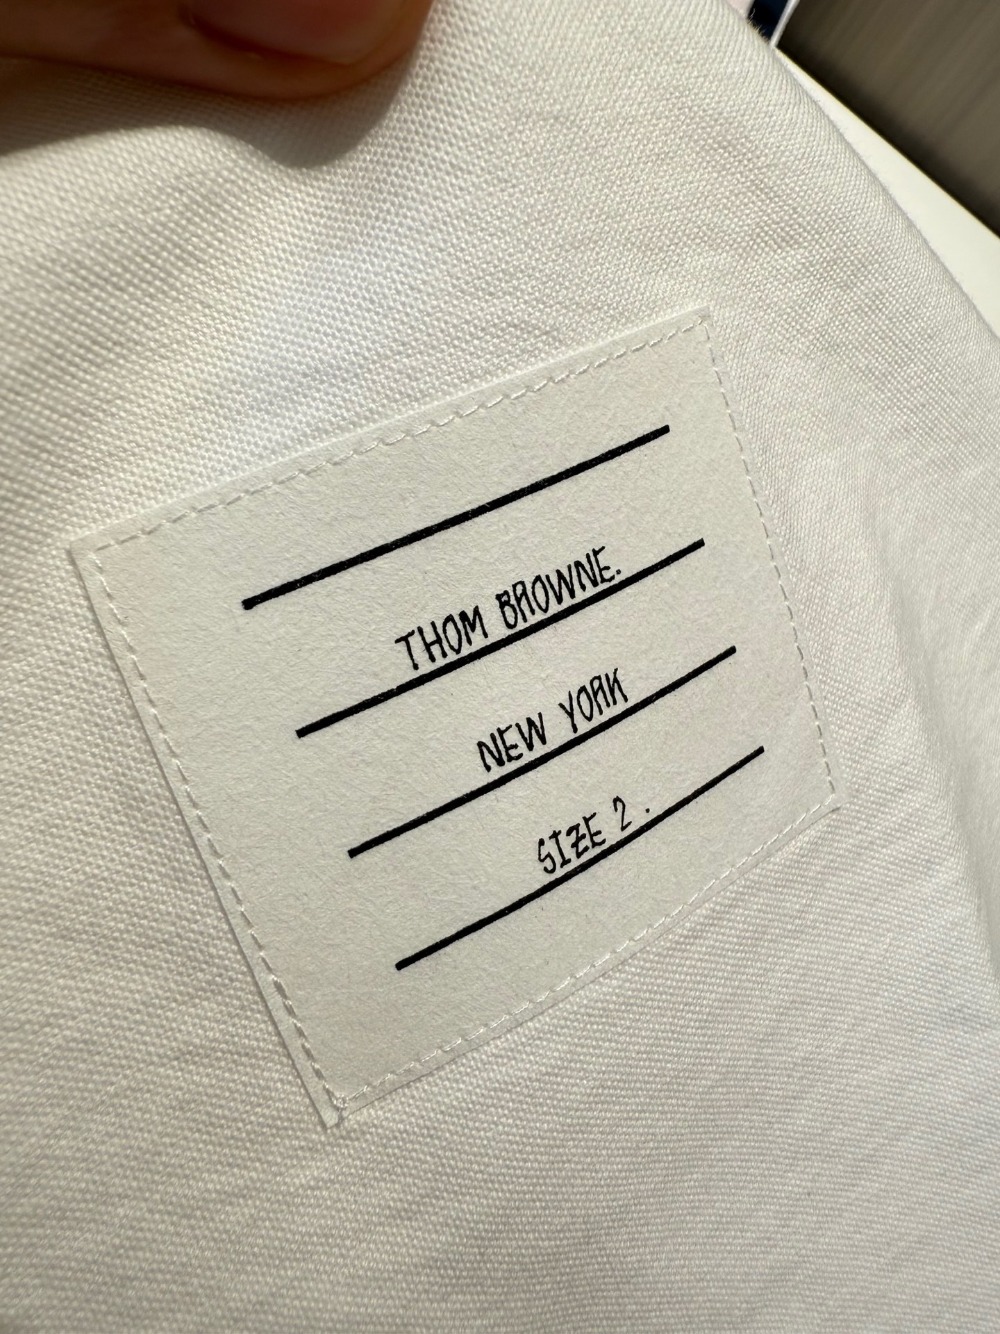 THOM BROWNE.
NEW YORK
SIZE 2 .